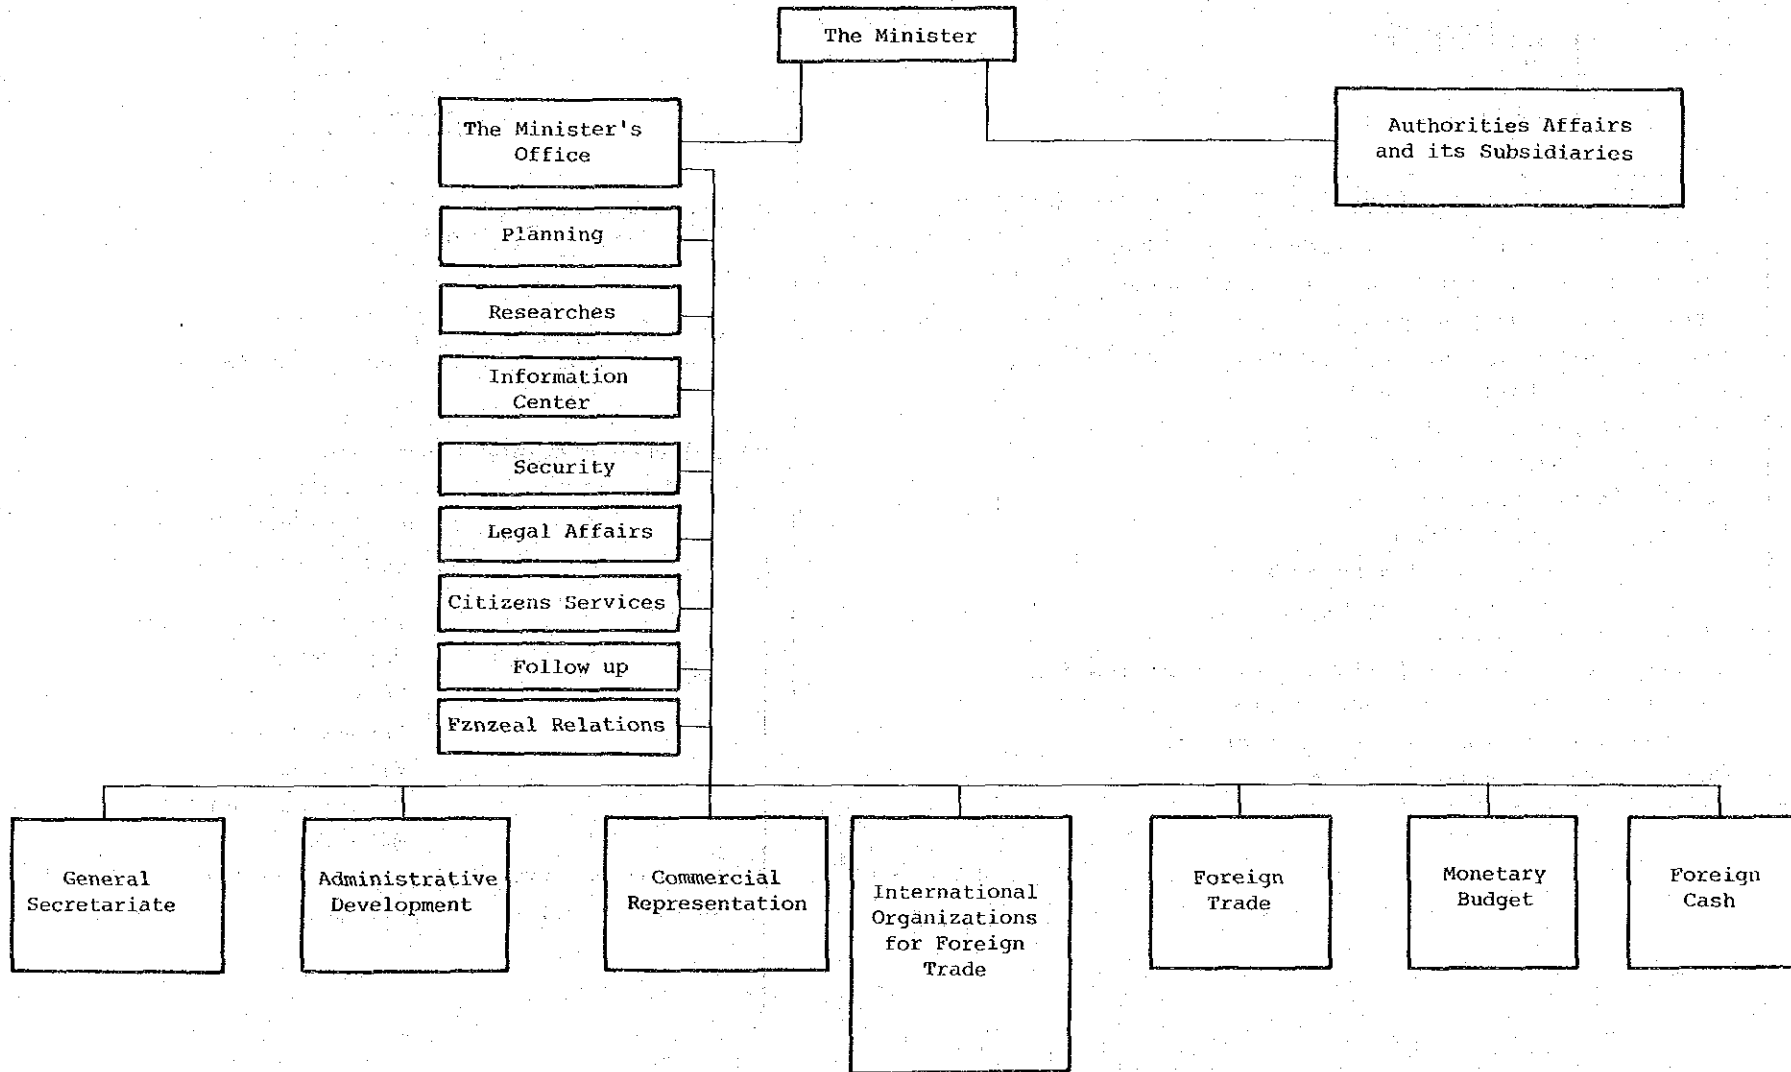 The Minister
The Minister's
Office
Authorities Affairs
and its Subsidiaries
Planning
Researches
Information
Center
Security
Legal Affairs
Citizens Services
Follow up
Fznzeal Relations
General
Secretariate
Administrative
Development
Commercial
Representation
International
Organizations
for Foreign
Trade
Foreign
Trade
Monetary
Budget
Foreign
Cash